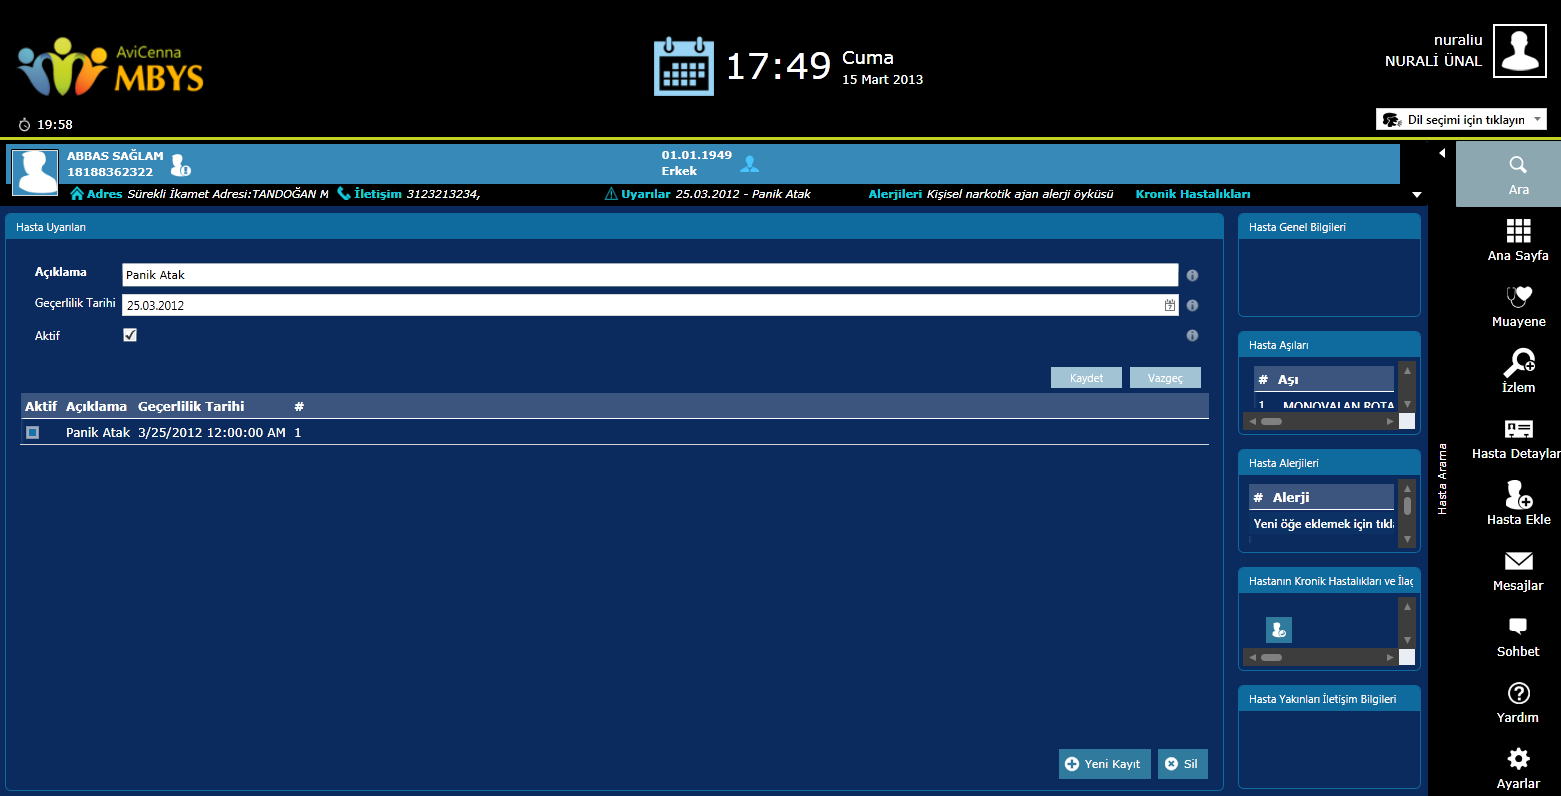 AviCenna
MBYS
17:49
Cuma
15 Mart 2013
nuraliu
NURALİ ÜNAL
19:58
Dil seçimi için tıklayın
ABBAS SAĞLAM
18188362322
01.01.1949
Erkek
Adres Sürekli İkamet Adresi:TANDOĞAN M İletişim 3123213234, Uyarılar 25.03.2012 - Panik Atak Alerjileri Kişisel narkotik ajan alerji öyküsü Kronik Hastalıkları
Hasta Uyarıları
Açıklama Panik Atak
Geçerlilik Tarihi 25.03.2012
Aktif
Kaydet Vazgeç
Aktif Açıklama Geçerlilik Tarihi #
Panik Atak 3/25/2012 12:00:00 AM 1
Yeni Kayıt Sil
Hasta Genel Bilgileri
Hasta Aşıları
# Aşı
1 MONOVALAN ROTA
Hasta Alerjileri
# Alerji
Yeni öğe eklemek için tıkla
Hastanın Kronik Hastalıkları ve İlaç
Hasta Yakınları İletişim Bilgileri
Hasta Arama
Ara
Ana Sayfa
Muayene
İzlem
Hasta Detayları
Hasta Ekle
Mesajlar
Sohbet
Yardım
Ayarlar